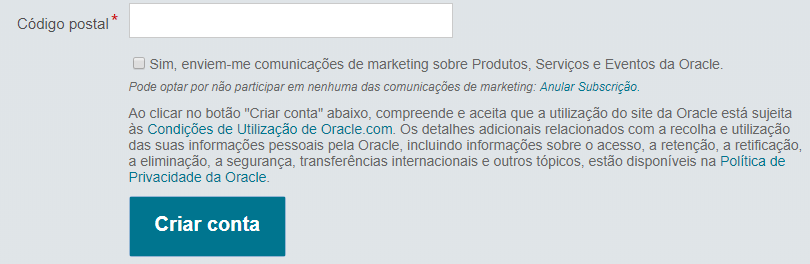 Código postal*
Sim, enviem-me comunicações de marketing sobre Produtos, Serviços e Eventos da Oracle.
Pode optar por não participar em nenhuma das comunicações de marketing: Anular Subscrição.
Ao clicar no botão "Criar conta" abaixo, compreende e aceita que a utilização do site da Oracle está sujeita
às Condições de Utilização de Oracle.com. Os detalhes adicionais relacionados com a recolha e utilização
das suas informações pessoais pela Oracle, incluindo informações sobre o acesso, a retenção, a retificação,
a eliminação, a segurança, transferências internacionais e outros tópicos, estão disponíveis na Política de
Privacidade da Oracle.
Criar conta